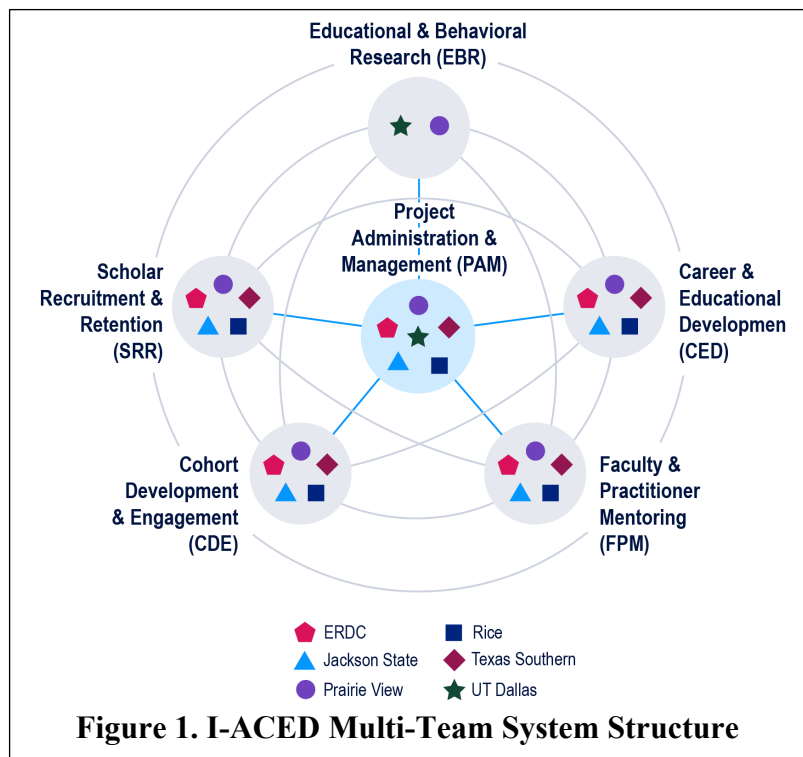 Educational & Behavioral
Research (EBR)
Project
Administration &
Management (PAM)
Scholar
Recruitment &
Retention
(SRR)
Career &
Educational
Developmen
(CED)
Cohort
Development
& Engagement
(CDE)
Faculty &
Practitioner
Mentoring
(FPM)
ERDC
Rice
Jackson State
Texas Southern
Prairie View
UT Dallas
Figure 1. I-ACED Multi-Team System Structure